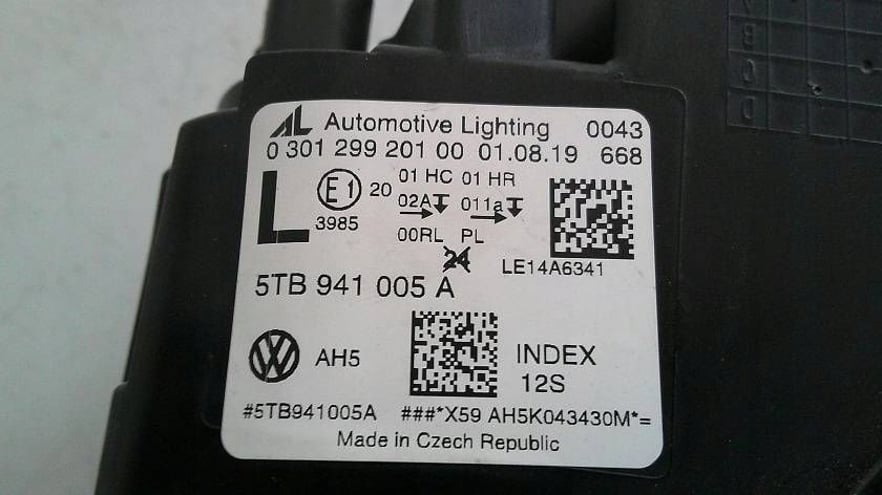 AL Automotive Lighting 0043
0 301 299 201 00 01.08.19 668
L E1 20 01 HC 01 HR
02A 011a
3985
00RL PL
24
LE14A6341
5TB 941 005 A
VW AH5 INDEX
12S
#5TB941005A ###*X59 AH5K043430M*=
Made in Czech Republic